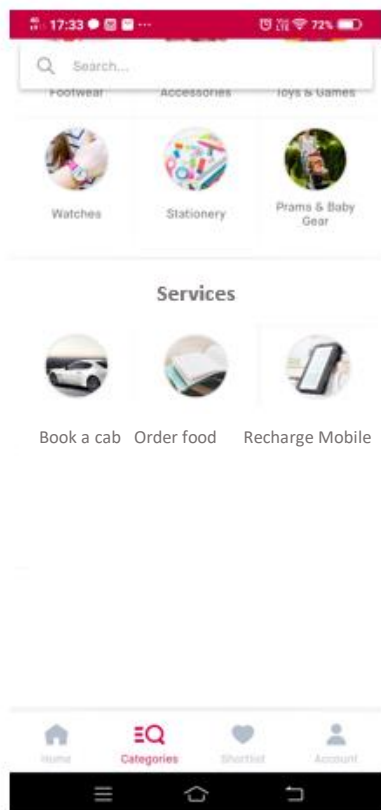 17:33
72%
Search...
Footwear
Accessories
Toys & Games
Watches
Stationery
Prams & Baby
Gear
Services
Book a cab
Order food
Recharge Mobile
Home
Categories
Shortlist
Account